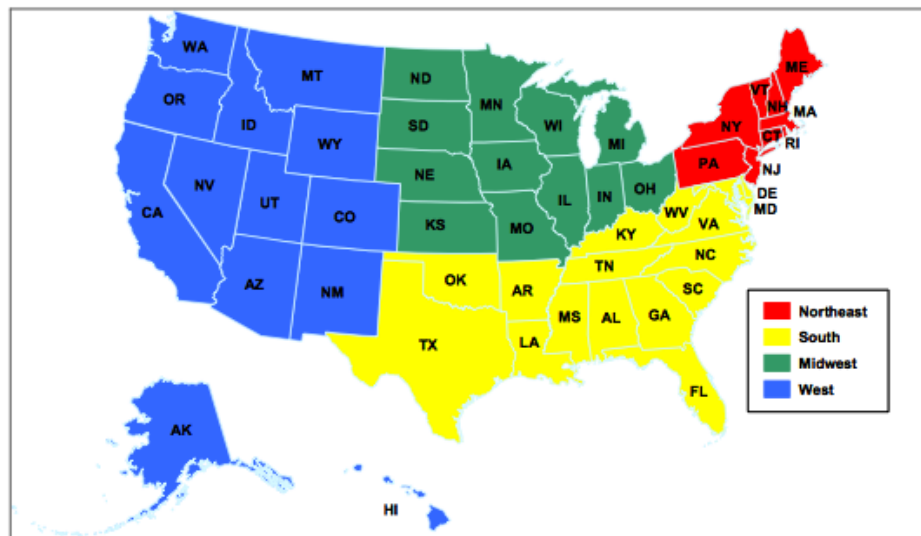 WA
MT
ND
MN
ME
VT
NH
MA
OR
ID
SD
WI
NY
CT
RI
WY
MI
PA
NJ
IA
NE
NV
OH
DE
IL
IN
MD
UT
CO
WV
VA
CA
KS
MO
KY
NC
TN
AZ
NM
OK
AR
SC
MS
AL
GA
LA
TX
FL
Northeast
South
Midwest
West
AK
HI